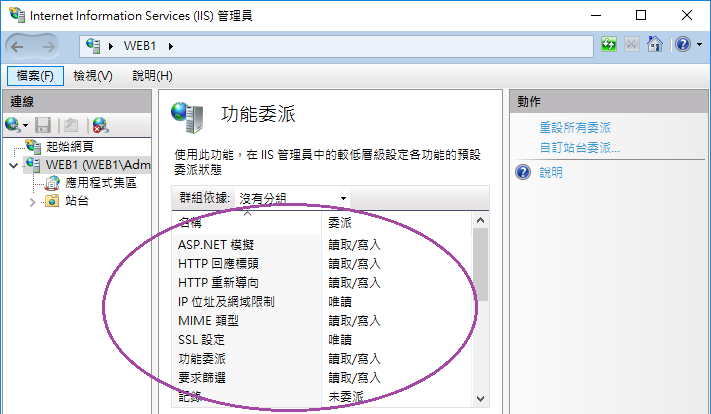 Internet Information Services (IIS) 管理員
WEB1
檔案(F) 檢視(V) 說明(H)
連線
起始網頁
WEB1 (WEB1\Adm
應用程式集區
站台
功能委派
使用此功能，在 IIS 管理員中的較低層級設定各功能的預設
委派狀態
群組依據: 沒有分組
名稱 委派
ASP.NET 模擬 讀取/寫入
HTTP 回應標頭 讀取/寫入
HTTP 重新導向 讀取/寫入
IP 位址及網域限制 唯讀
MIME 類型 讀取/寫入
SSL 設定 唯讀
功能委派 讀取/寫入
要求篩選 讀取/寫入
記錄 未委派
動作
重設所有委派
自訂站台委派...
說明